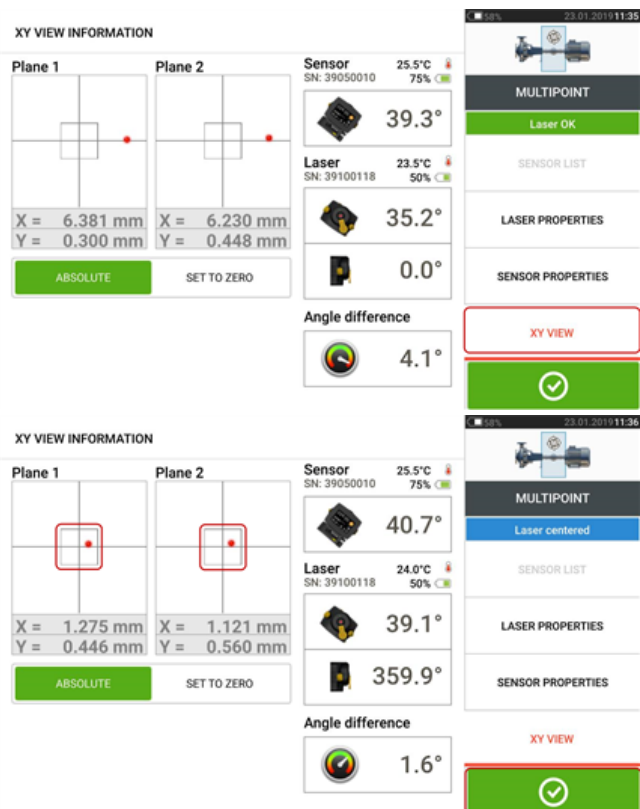 58% 23.01.2019 11:35
XY VIEW INFORMATION
Plane 1 Plane 2
X = 6.381 mm X = 6.230 mm
Y = 0.300 mm Y = 0.448 mm
ABSOLUTE SET TO ZERO
Sensor 25.5°C
SN: 39050010 75%
39.3°
Laser 23.5°C
SN: 39100118 50%
35.2°
0.0°
Angle difference
4.1°
MULTIPOINT
Laser OK
SENSOR LIST
LASER PROPERTIES
SENSOR PROPERTIES
XY VIEW
58% 23.01.2019 11:36
XY VIEW INFORMATION
Plane 1 Plane 2
X = 1.275 mm X = 1.121 mm
Y = 0.446 mm Y = 0.560 mm
ABSOLUTE SET TO ZERO
Sensor 25.5°C
SN: 39050010 75%
40.7°
Laser 24.0°C
SN: 39100118 50%
39.1°
359.9°
Angle difference
1.6°
MULTIPOINT
Laser centered
SENSOR LIST
LASER PROPERTIES
SENSOR PROPERTIES
XY VIEW